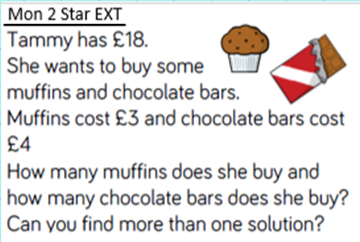 Mon 2 Star EXT
Tammy has £18.
She wants to buy some
muffins and chocolate bars.
Muffins cost £3 and chocolate bars cost
£4
How many muffins does she buy and
how many chocolate bars does she buy?
Can you find more than one solution?